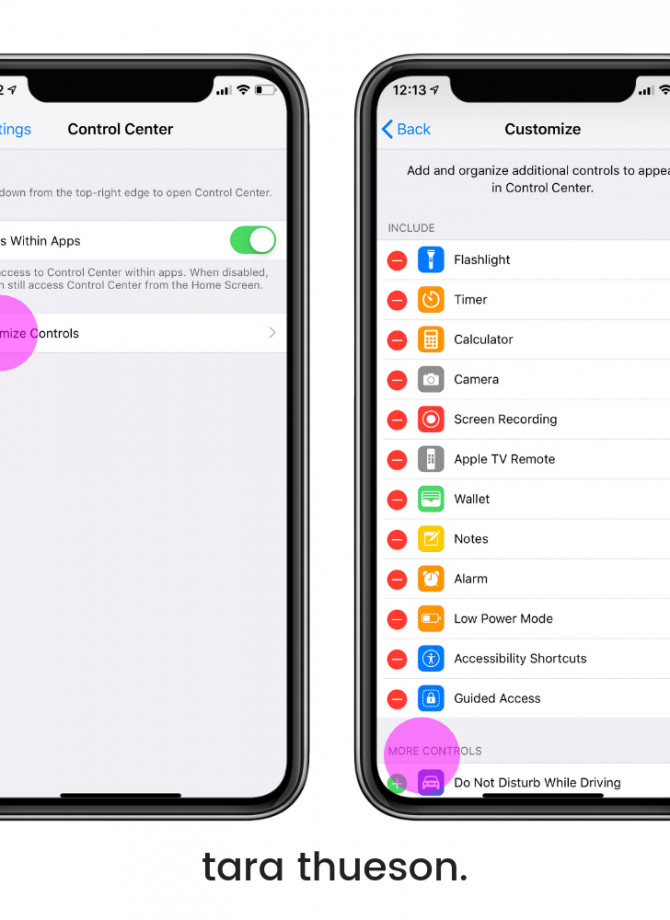 2
tings
Control Center
down from the top-right edge to open Control Center.
s Within Apps
ccess to Control Center within apps. When disabled,
n still access Control Center from the Home Screen.
mize Controls
12:13
Back
Customize
Add and organize additional controls to appea
in Control Center.
INCLUDE
Flashlight
Timer
Calculator
Camera
Screen Recording
Apple TV Remote
Wallet
Notes
Alarm
Low Power Mode
Accessibility Shortcuts
Guided Access
MORE CONTROLS
Do Not Disturb While Driving
tara thueson.